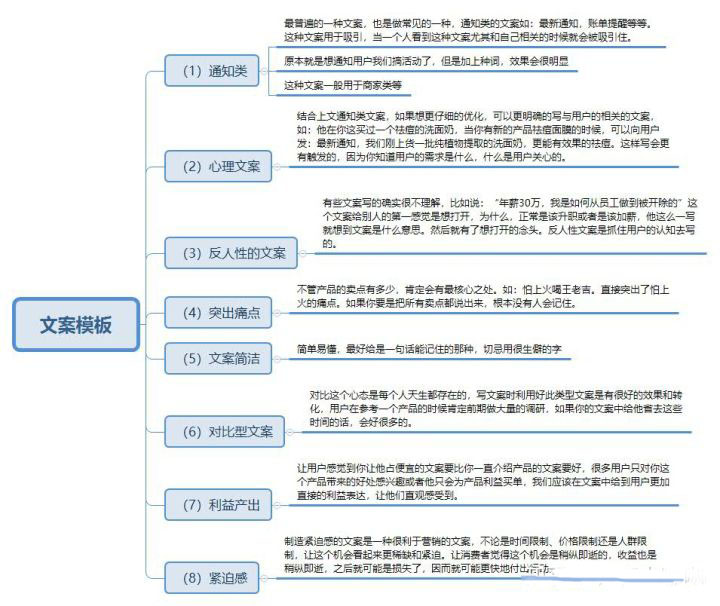 最普遍的一种文案，也是做常见的一种，通知类的文案如：最新通知，账单提醒等等。
这种文案用于吸引，当一个人看到这种文案尤其和自己相关的时候就会被吸引住。
（1）通知类
原本就是想通知用户我们搞活动了，但是加上种词，效果会很明显
这种文案一般用于商家类等
结合上文通知类文案，如果想更仔细的优化，可以更明确的写与用户的相关的文案，
如：他在你这买过一个祛痘的洗面奶，当你有新的产品祛痘面膜的时候，可以向用户
发：最新通知，我们刚上货一批纯植物提取的洗面奶，更能有效果的祛痘。这样写会更
有触发的，因为你知道用户的需求是什么，什么是用户关心的。
（2）心理文案
有些文案写的确实很不理解，比如说：“年薪30万，我是如何从员工做到被开除的”这
个文案给别人的第一感觉是想打开，为什么，正常是该升职或者是该加薪，他这么一写
就想到文案是什么意思。然后就有了想打开的念头。反人性文案是抓住用户的认知去写
的。
（3）反人性的文案
不管产品的卖点有多少，肯定会有最核心之处。如：怕上火喝王老吉。直接突出了怕上
火的痛点。如果你要是把所有卖点都说出来，根本没有人会记住。
（4）突出痛点
文案模板
（5）文案简洁
简单易懂，最好给是一句话能记住的那种，切忌用很生僻的字
对比这个心态是每个人天生都存在的，写文案时利用好此类型文案是有很好的效果和转
化，用户在参考一个产品的时候肯定前期做大量的调研，如果你的文案中给他省去这些
时间的话，会好很多的。
（6）对比型文案
让用户感觉到你让他占便宜的文案要比你一直介绍产品的文案要好，很多用户只对你这
个产品带来的好处感兴趣或者他只会为产品利益买单，我们应该在文案中给到用户更加
直接的利益表达，让他们直观感受到。
（7）利益产出
制造紧迫感的文案是一种很利于营销的文案，不论是时间限制、价格限制还是人群限
制，让这个机会看起来更稀缺和紧迫。让消费者觉得这个机会是稍纵即逝的，收益也是
稍纵即逝，之后就可能是损失了，因而就可能更快地付出行动。
（8）紧迫感